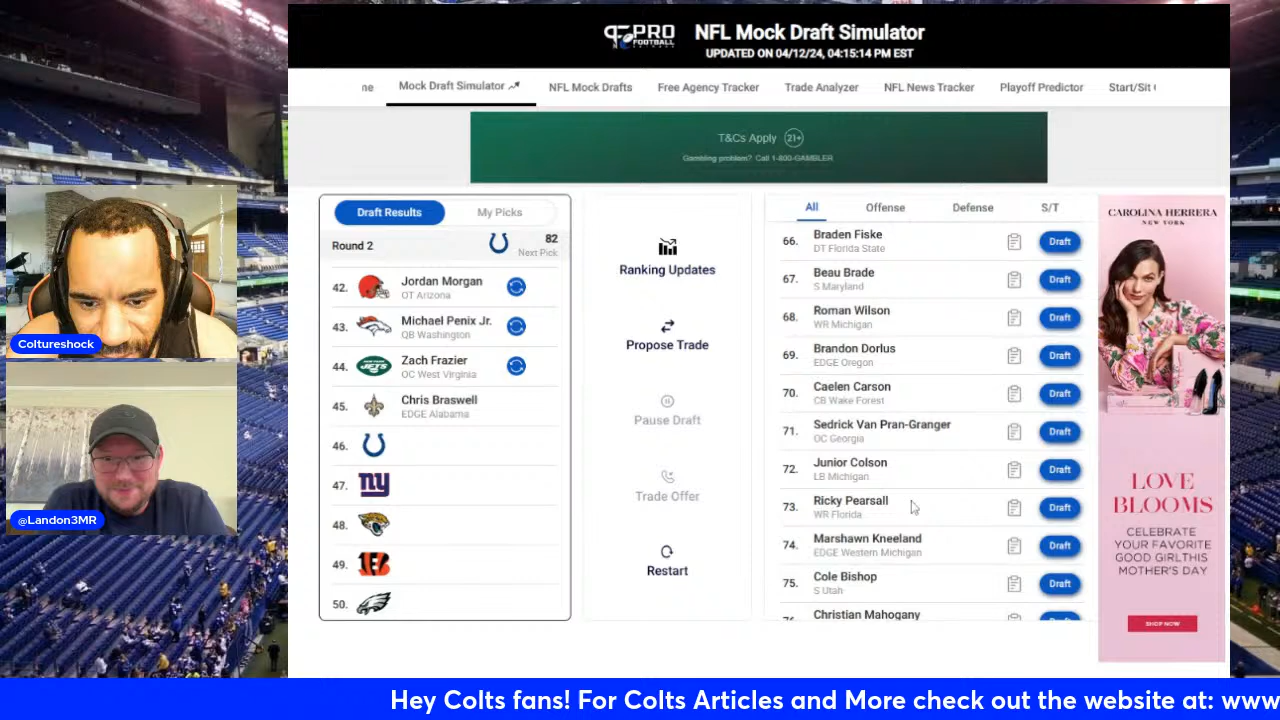 PRO
FOOTBALL
NFL Mock Draft Simulator
UPDATED ON 04/12/24, 04:15:14 PM EST
ne
Mock Draft Simulator
NFL Mock Drafts
Free Agency Tracker
Trade Analyzer
NFL News Tracker
Playoff Predictor
Start/Sit
T&Cs Apply 21+
Gambling problem? Call 1-800-GAMBLER
Draft Results
My Picks
Round 2
82
Next Pick
42. Jordan Morgan
OT Arizona
43. Michael Penix Jr.
QB Washington
44. JETS Zach Frazier
OC West Virginia
45. Chris Braswell
EDGE Alabama
46.
47. ny
48.
49.
50.
Ranking Updates
Propose Trade
Pause Draft
Trade Offer
Restart
All
Offense
Defense
S/T
66. Braden Fiske Draft
DT Florida State
67. Beau Brade Draft
S Maryland
68. Roman Wilson Draft
WR Michigan
69. Brandon Dorlus Draft
EDGE Oregon
70. Caelen Carson Draft
CB Wake Forest
71. Sedrick Van Pran-Granger Draft
OC Georgia
72. Junior Colson Draft
LB Michigan
73. Ricky Pearsall Draft
WR Florida
74. Marshawn Kneeland Draft
EDGE Western Michigan
75. Cole Bishop Draft
S Utah
76. Christian Mahogany Draft
CAROLINA HERRERA
NEW YORK
LOVE
BLOOMS
CELEBRATE
YOUR FAVORITE
GOOD GIRLTHIS
MOTHER'S DAY
SHOP NOW
Coltureshock
@Landon3MR
Hey Colts fans! For Colts Articles and More check out the website at: www